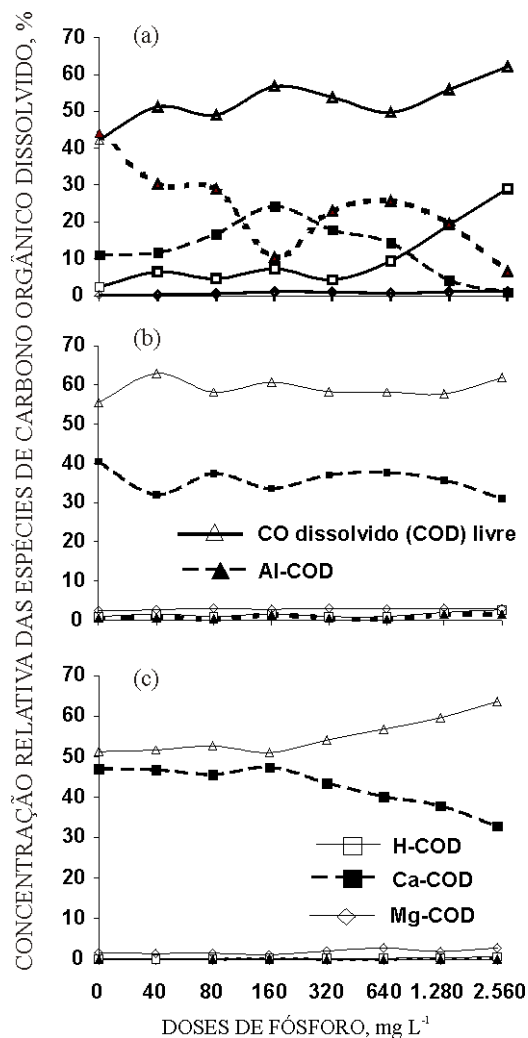 CONCENTRAÇÃO RELATIVA DAS ESPÉCIES DE CARBONO ORGÂNICO DISSOLVIDO, %
(a)
70
60
50
40
30
20
10
0
(b)
70
60
50
40
30
20
10
0
CO dissolvido (COD) livre
Al-COD
(c)
70
60
50
40
30
20
10
0
H-COD
Ca-COD
Mg-COD
0 40 80 160 320 640 1.280 2.560
DOSES DE FÓSFORO, mg L⁻¹